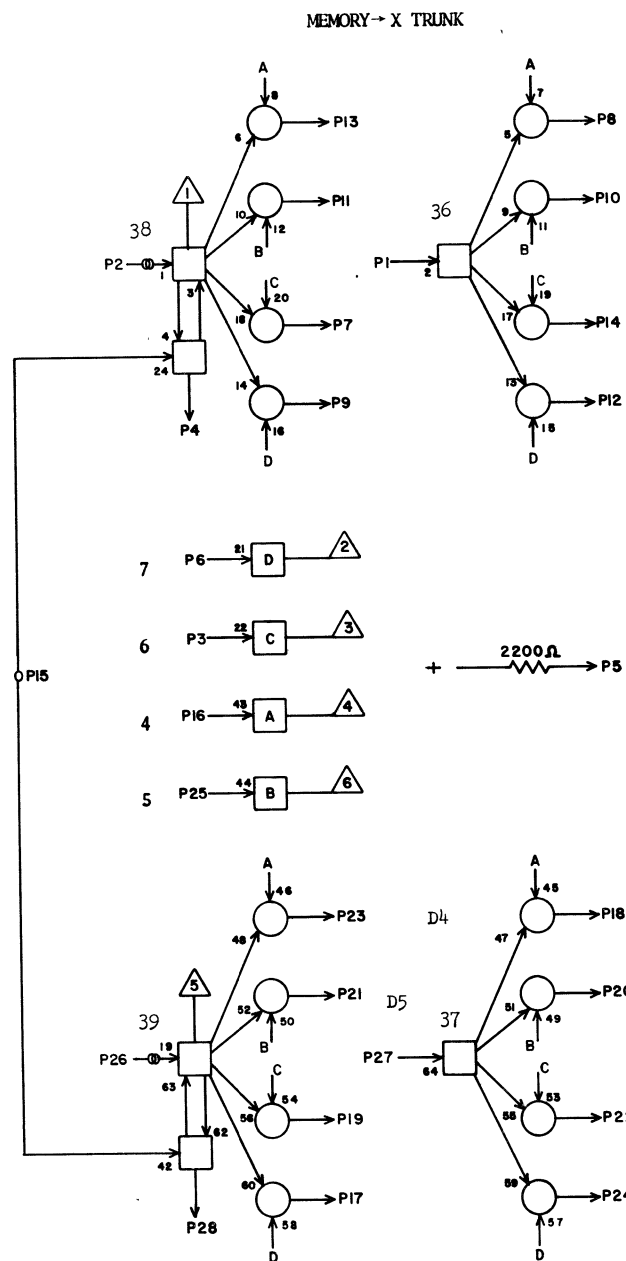 MEMORY→ X TRUNK
A
8
6
P13
A
7
5
P8
1
38
10
12
P11
B
36
9
11
P10
B
P2
1
3
C
20
18
P7
P1
2
C
19
17
P14
4
24
14
16
P9
D
13
15
P12
D
P4
7
P6
21
D
2
6
P3
22
C
3
P15
+
2200Ω
P5
4
P16
43
A
4
5
P25
44
B
6
A
46
48
P23
D4
A
45
47
P18
5
39
52
50
P21
B
D5
37
51
49
P20
B
P26
19
63
C
54
56
P19
P27
64
C
53
55
P2
62
42
60
58
P17
D
59
57
P24
D
P28